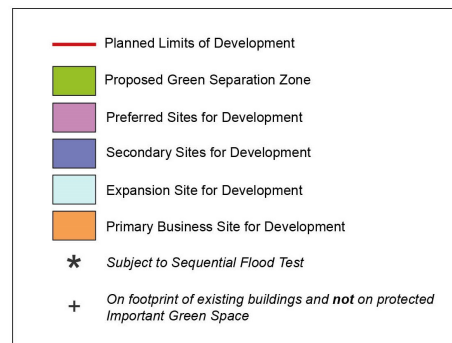 Planned Limits of Development
Proposed Green Separation Zone
Preferred Sites for Development
Secondary Sites for Development
Expansion Site for Development
Primary Business Site for Development
* Subject to Sequential Flood Test
+ On footprint of existing buildings and not on protected
Important Green Space